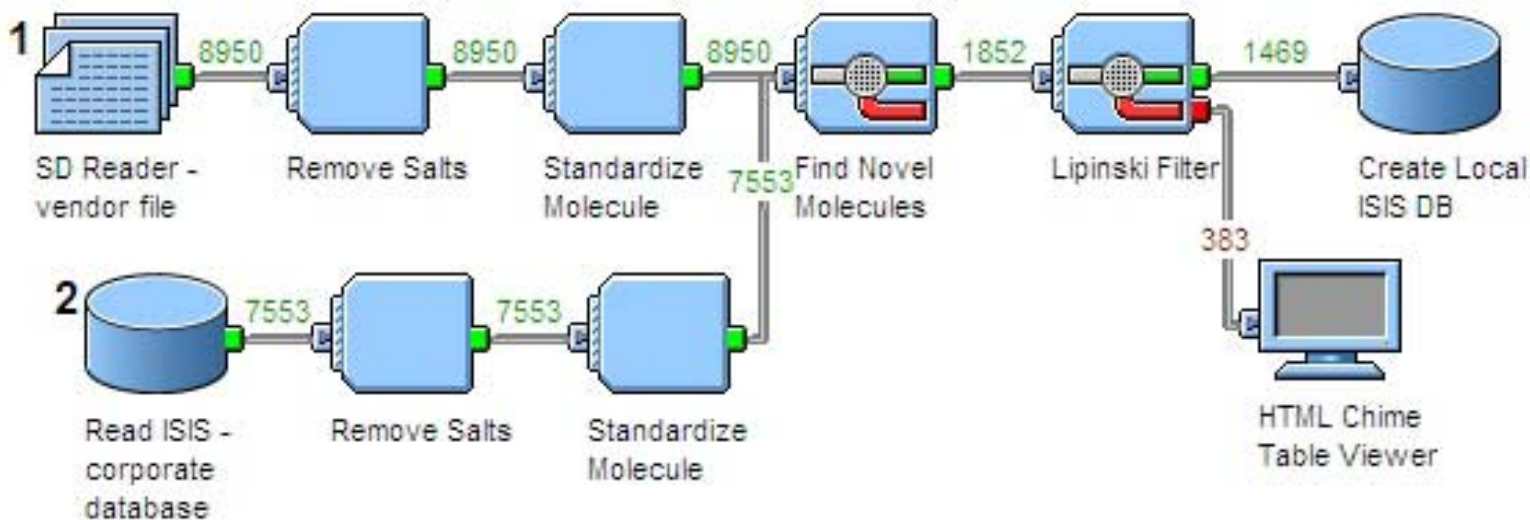 1
8950
8950
8950
1852
1469
SD Reader -
vendor file
Remove Salts
Standardize
Molecule
7553
Find Novel
Molecules
Lipinski Filter
Create Local
ISIS DB
383
2
7553
7553
Read ISIS -
corporate
database
Remove Salts
Standardize
Molecule
HTML Chime
Table Viewer